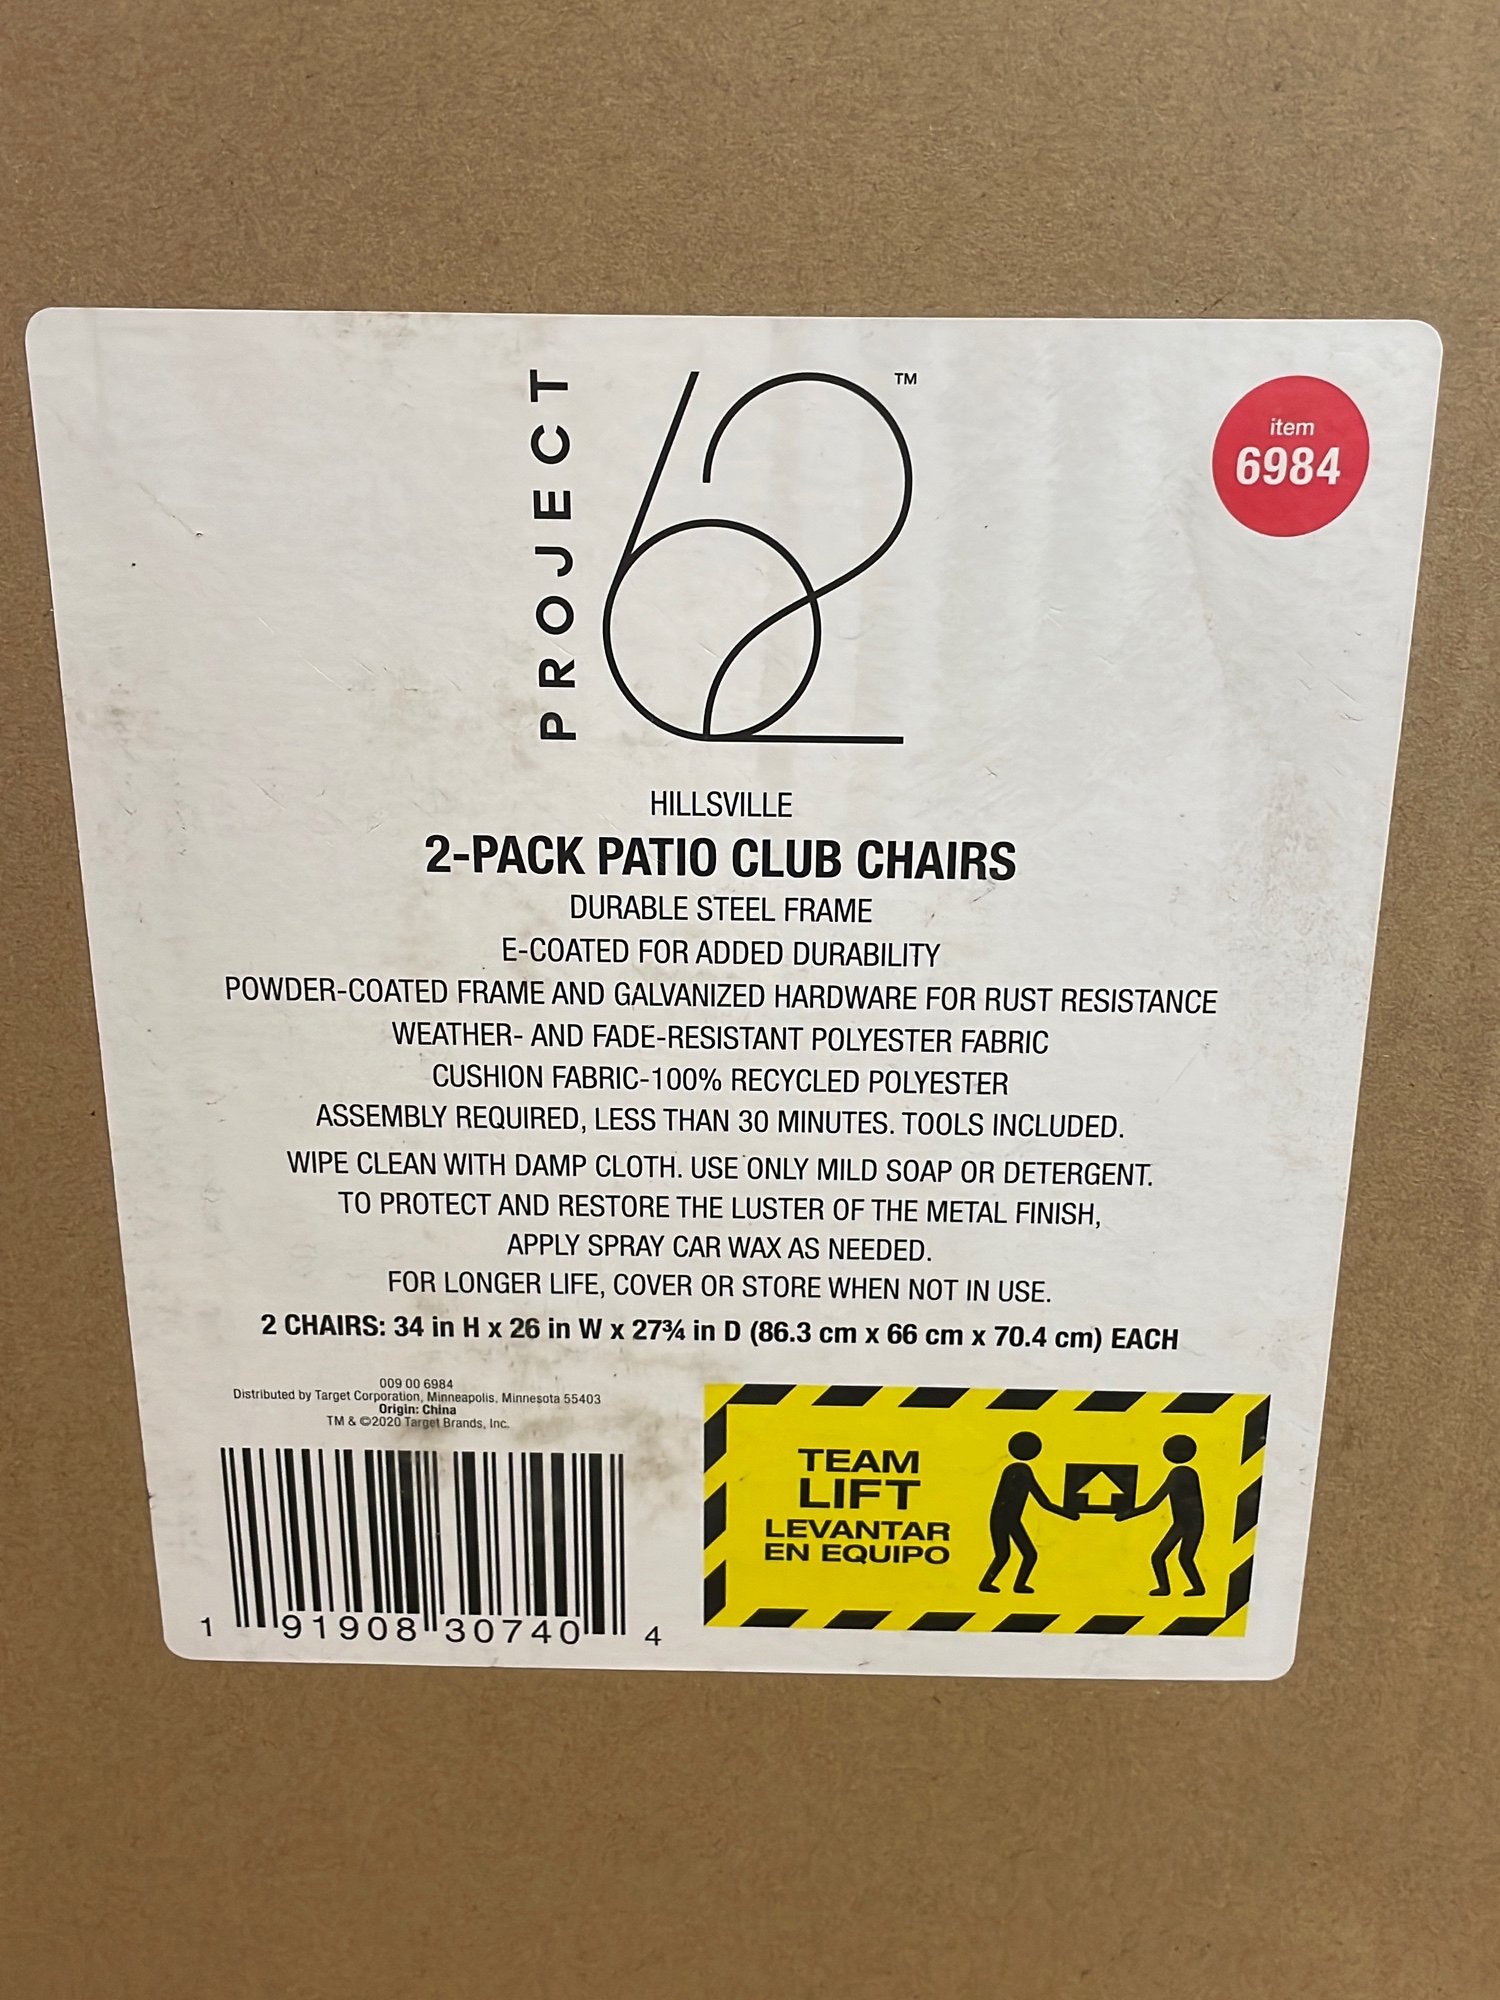 PROJECT
62
™
item
6984
HILLSVILLE
2-PACK PATIO CLUB CHAIRS
DURABLE STEEL FRAME
E-COATED FOR ADDED DURABILITY
POWDER-COATED FRAME AND GALVANIZED HARDWARE FOR RUST RESISTANCE
WEATHER- AND FADE-RESISTANT POLYESTER FABRIC
CUSHION FABRIC-100% RECYCLED POLYESTER
ASSEMBLY REQUIRED, LESS THAN 30 MINUTES. TOOLS INCLUDED.
WIPE CLEAN WITH DAMP CLOTH. USE ONLY MILD SOAP OR DETERGENT.
TO PROTECT AND RESTORE THE LUSTER OF THE METAL FINISH,
APPLY SPRAY CAR WAX AS NEEDED.
FOR LONGER LIFE, COVER OR STORE WHEN NOT IN USE.
2 CHAIRS: 34 in H x 26 in W x 27¾ in D (86.3 cm x 66 cm x 70.4 cm) EACH
009 00 6984
Distributed by Target Corporation, Minneapolis, Minnesota 55403
Origin: China
TM & ©2020 Target Brands, Inc.
1 91908 30740 4
TEAM
LIFT
LEVANTAR
EN EQUIPO